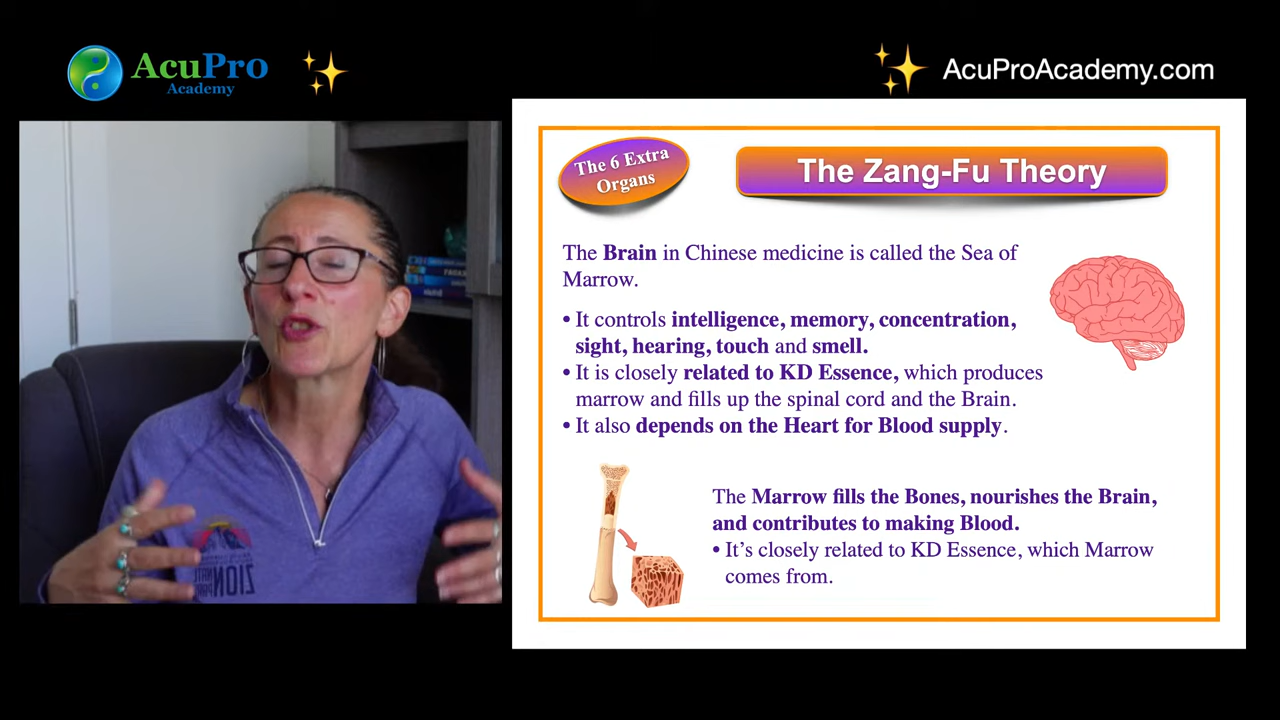 AcuPro
Academy
AcuProAcademy.com
The 6 Extra
Organs
The Zang-Fu Theory
The Brain in Chinese medicine is called the Sea of
Marrow.
• It controls intelligence, memory, concentration,
sight, hearing, touch and smell.
• It is closely related to KD Essence, which produces
marrow and fills up the spinal cord and the Brain.
• It also depends on the Heart for Blood supply.
The Marrow fills the Bones, nourishes the Brain,
and contributes to making Blood.
• It’s closely related to KD Essence, which Marrow
comes from.
ZION